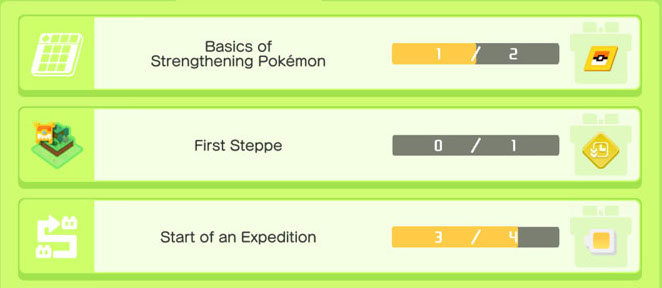 Basics of
Strengthening Pokémon
1 / 2
First Steppe
0 / 1
Start of an Expedition
3 / 4